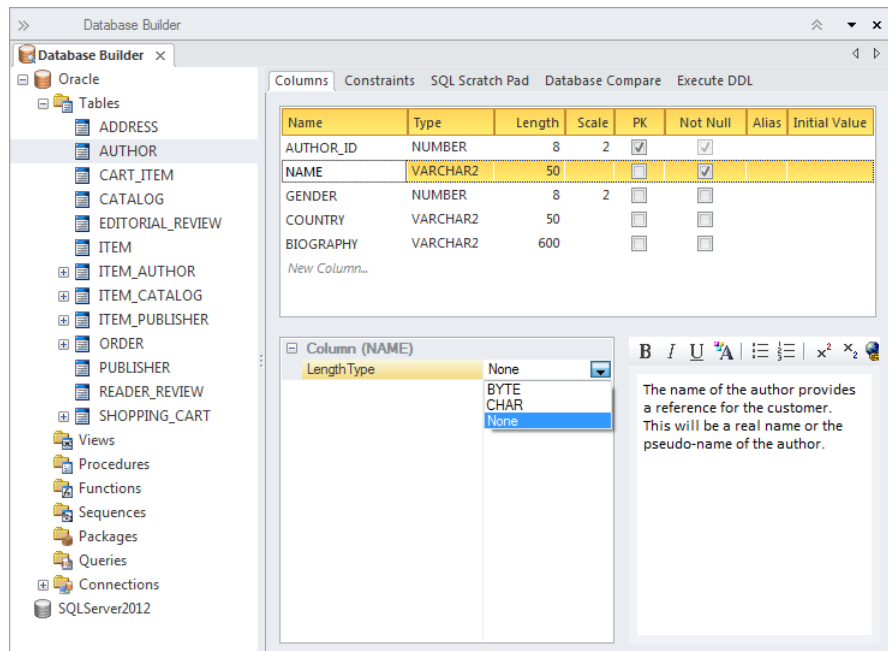 Database Builder
Database Builder
Oracle
Tables
ADDRESS
AUTHOR
CART_ITEM
CATALOG
EDITORIAL_REVIEW
ITEM
ITEM_AUTHOR
ITEM_CATALOG
ITEM_PUBLISHER
ORDER
PUBLISHER
READER_REVIEW
SHOPPING_CART
Views
Procedures
Functions
Sequences
Packages
Queries
Connections
SQLServer2012
Columns Constraints SQL Scratch Pad Database Compare Execute DDL
Name Type Length Scale PK Not Null Alias Initial Value
AUTHOR_ID NUMBER 8 2
NAME VARCHAR2 50
GENDER NUMBER 8 2
COUNTRY VARCHAR2 50
BIOGRAPHY VARCHAR2 600
New Column...
Column (NAME)
LengthType None
BYTE
CHAR
None
B I U A x² ×₂
The name of the author provides
a reference for the customer.
This will be a real name or the
pseudo-name of the author.